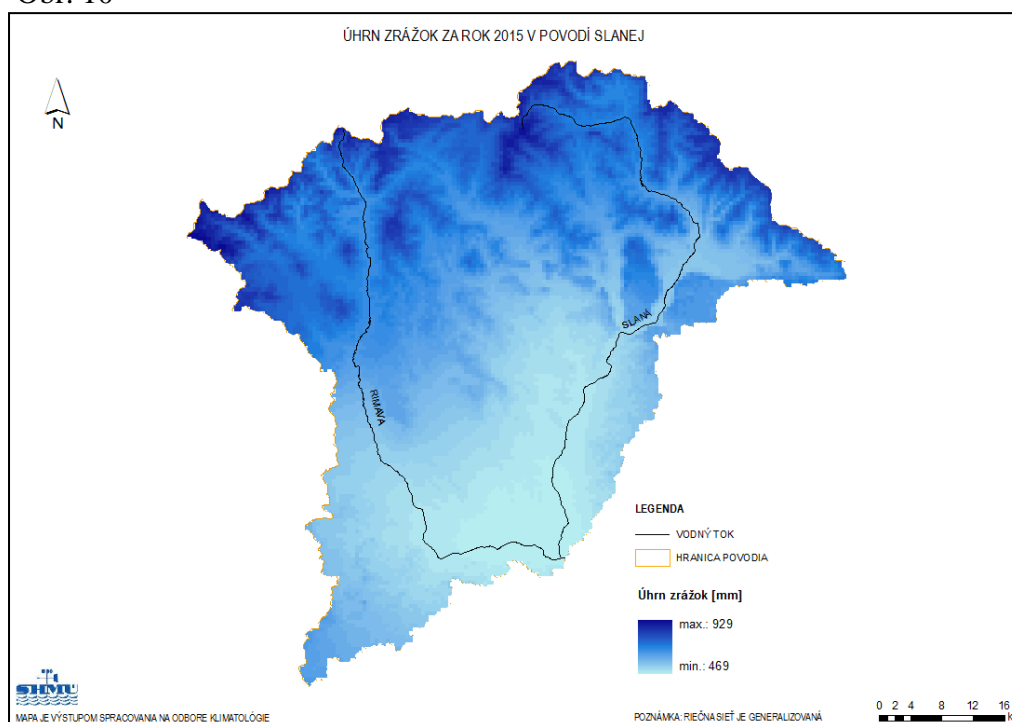 Obr. 10
ÚHRN ZRÁŽOK ZA ROK 2015 V POVODÍ SLANEJ
N
SLANÁ
RIMAVA
LEGENDA
VODNÝ TOK
HRANICA POVODIA
Úhrn zrážok [mm]
max.: 929
min.: 469
SHMÚ
MAPA JE VÝSTUPOM SPRACOVANIA NA ODBORE KLIMATOLÓGIE
POZNÁMKA: RIEČNA SIEŤ JE GENERALIZOVANÁ
0 2 4 8 12 16